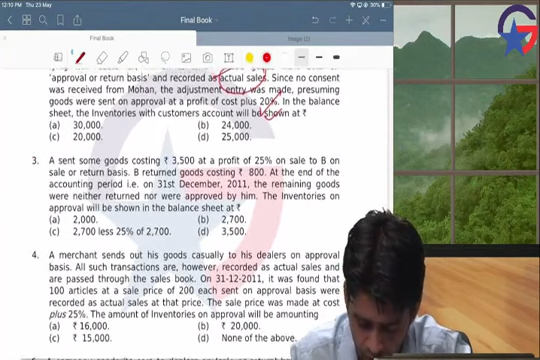 12:10 PM Thu 23 May
30%
Final Book
Final Book
Image (2)
'approval or return basis' and recorded as actual sales. Since no consent
was received from Mohan, the adjustment entry was made, presuming
goods were sent on approval at a profit of cost plus 20%. In the balance
sheet, the Inventories with customers account will be shown at ₹
(a) 30,000. (b) 24,000.
(c) 20,000. (d) 25,000.
3. A sent some goods costing ₹ 3,500 at a profit of 25% on sale to B on
sale or return basis. B returned goods costing ₹ 800. At the end of the
accounting period i.e. on 31st December, 2011, the remaining goods
were neither returned nor were approved by him. The Inventories on
approval will be shown in the balance sheet at ₹
(a) 2,000. (b) 2,700.
(c) 2,700 less 25% of 2,700. (d) 3,500.
4. A merchant sends out his goods casually to his dealers on approval
basis. All such transactions are, however, recorded as actual sales and
are passed through the sales book. On 31-12-2011, it was found that
100 articles at a sale price of 200 each sent on approval basis were
recorded as actual sales at that price. The sale price was made at cost
plus 25%. The amount of Inventories on approval will be amounting
(a) ₹ 16,000. (b) ₹ 20,000.
(c) ₹ 15,000. (d) None of the above.